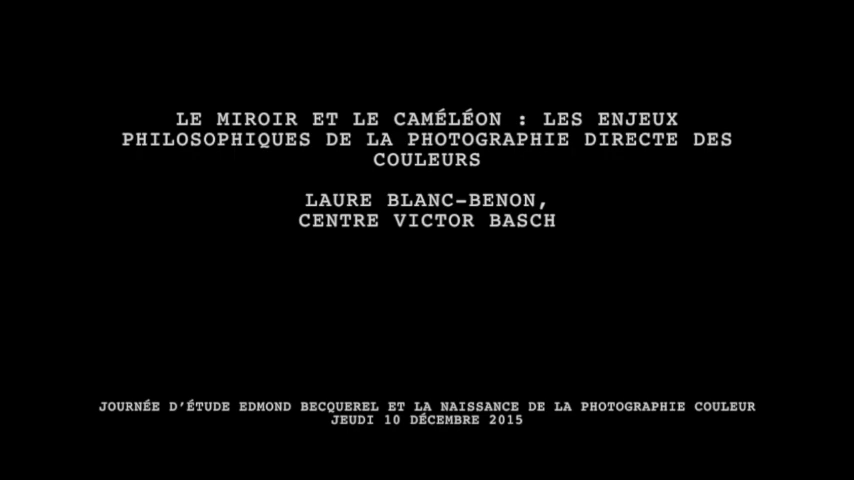 LE MIROIR ET LE CAMÉLÉON : LES ENJEUX
PHILOSOPHIQUES DE LA PHOTOGRAPHIE DIRECTE DES
COULEURS
LAURE BLANC-BENON,
CENTRE VICTOR BASCH
JOURNÉE D'ÉTUDE EDMOND BECQUEREL ET LA NAISSANCE DE LA PHOTOGRAPHIE COULEUR
JEUDI 10 DÉCEMBRE 2015